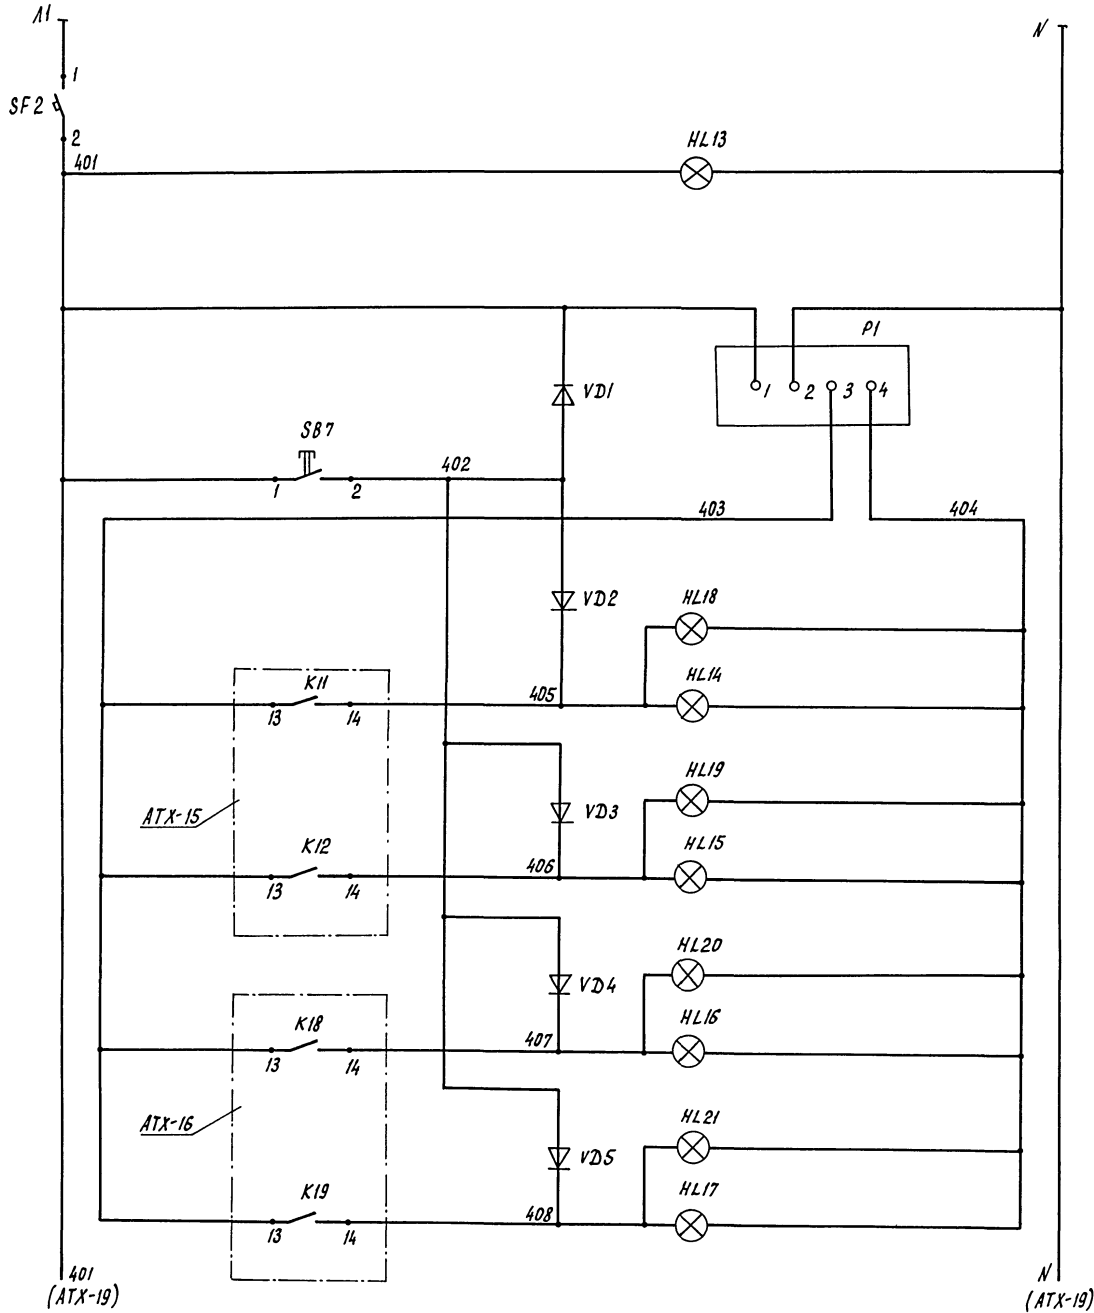 Л1 N
1
SF2
2
401
HL13
P1
1 2 3 4
VD1
SB7
1 2
402
403 404
VD2
HL18
K11
13 14
405
HL14
HL19
VD3
ATX-15
K12
13 14
406
HL15
HL20
VD4
K18
13 14
407
HL16
ATX-16
HL21
VD5
K19
13 14
408
HL17
401 N
(ATX-19) (ATX-19)